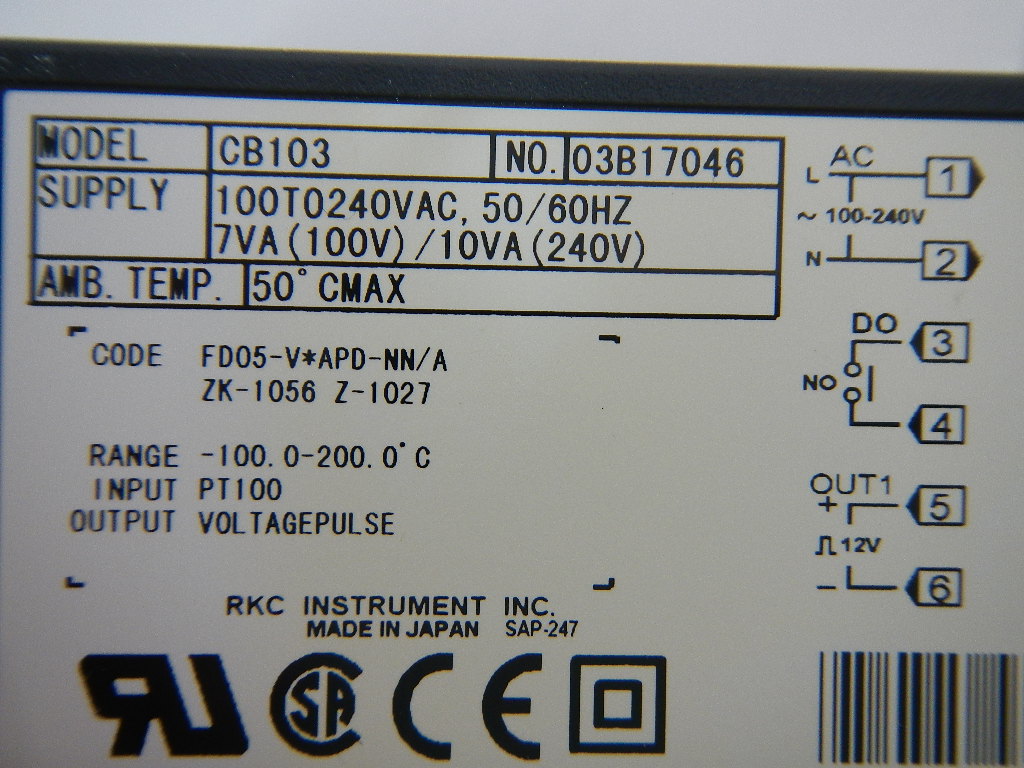 MODEL CB103 NO. 03B17046
SUPPLY 100TO240VAC, 50/60HZ
7VA(100V)/10VA(240V)
AMB. TEMP. 50°CMAX
CODE FD05-V*APD-NN/A
ZK-1056 Z-1027
RANGE -100.0-200.0°C
INPUT PT100
OUTPUT VOLTAGEPULSE
RKC INSTRUMENT INC.
MADE IN JAPAN SAP-247
AC
L 1
~ 100-240V
N 2
DO
3
NO
4
OUT1
+ 5
12V
- 6